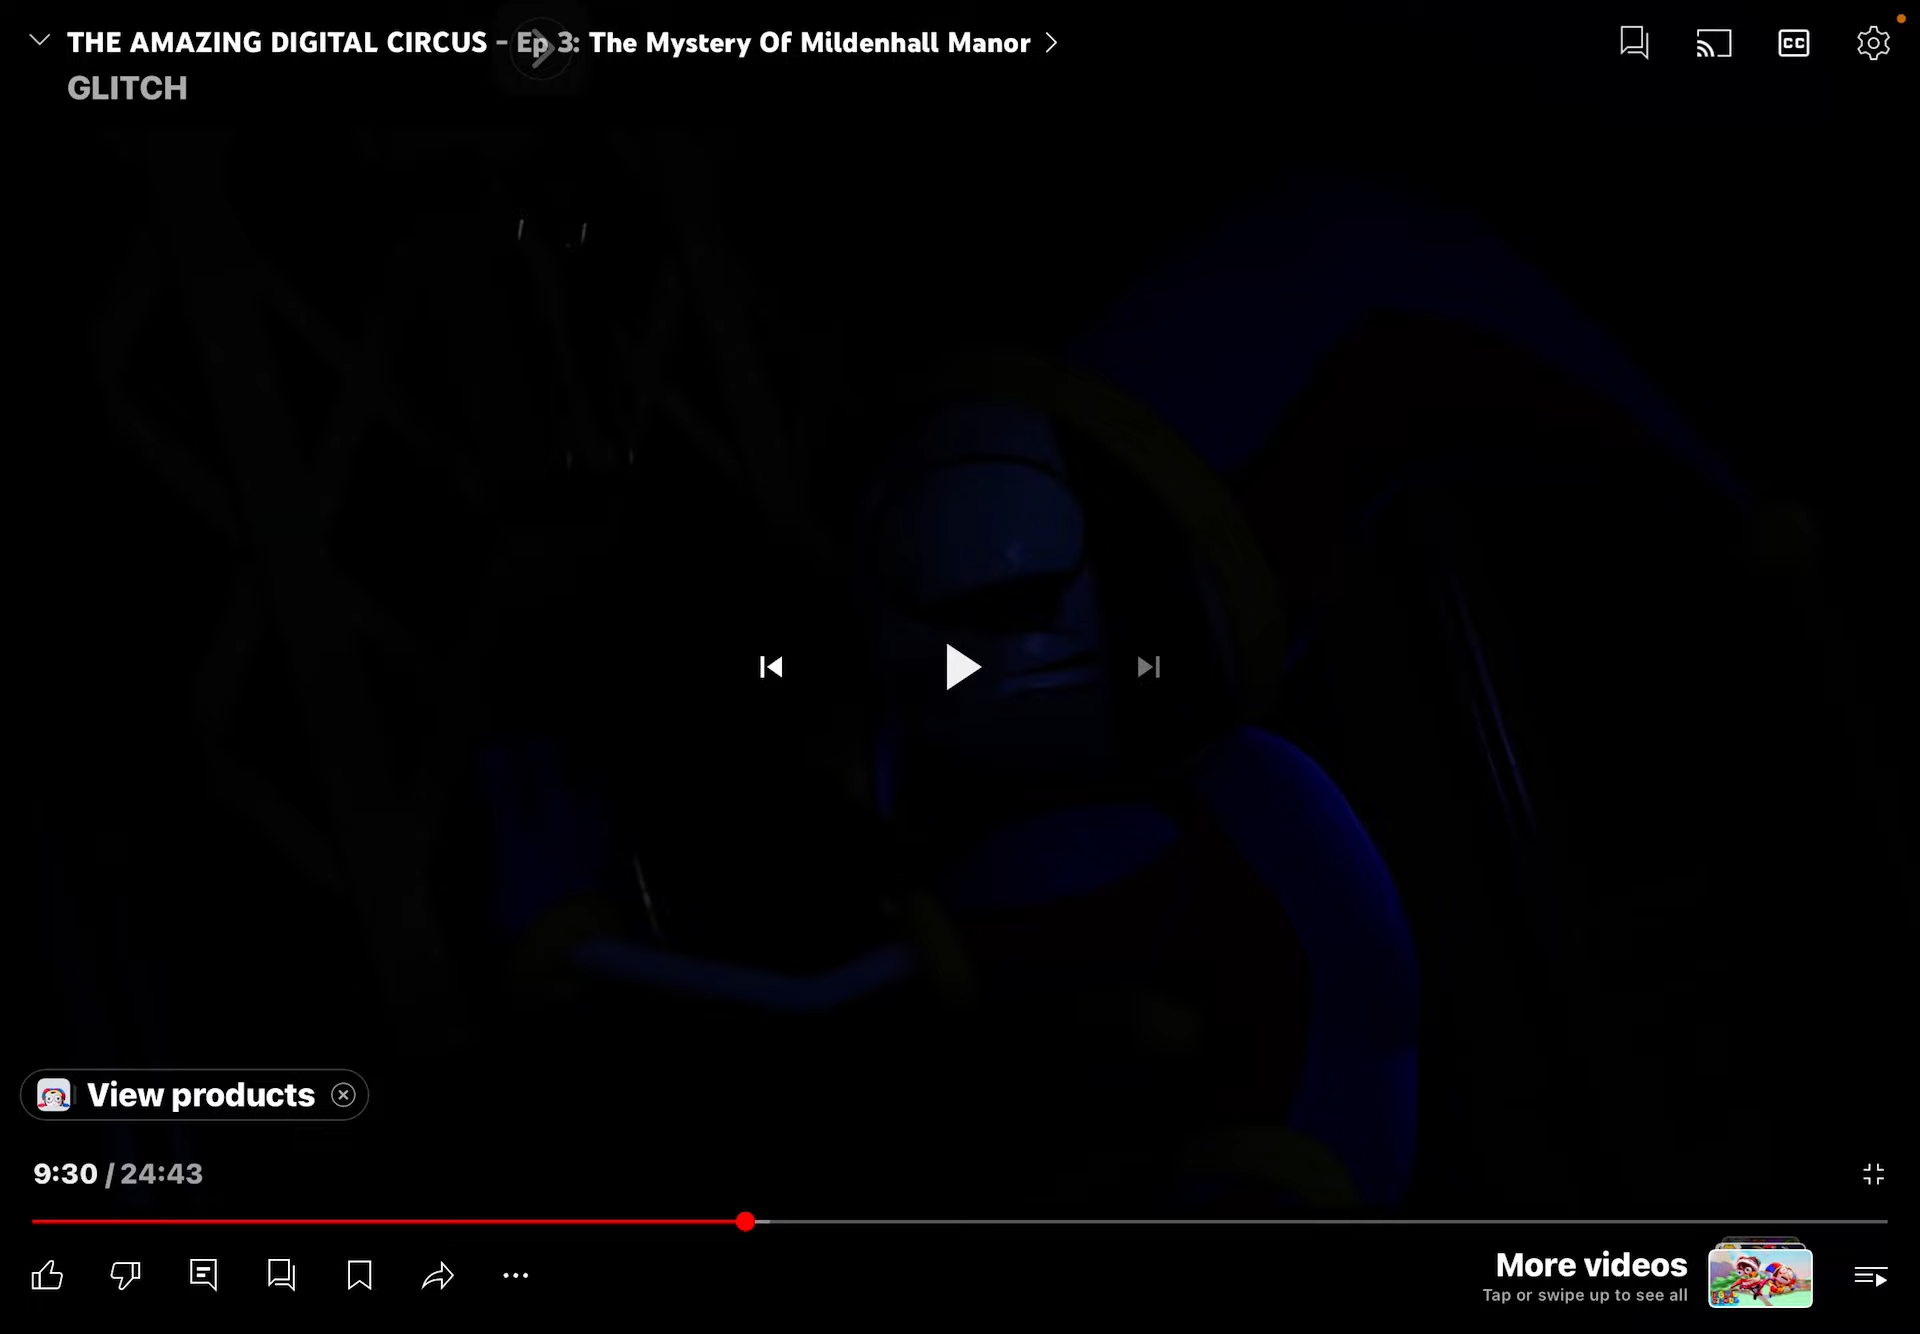 THE AMAZING DIGITAL CIRCUS - Ep 3: The Mystery Of Mildenhall Manor
GLITCH
CC
View products
9:30 / 24:43
More videos
Tap or swipe up to see all